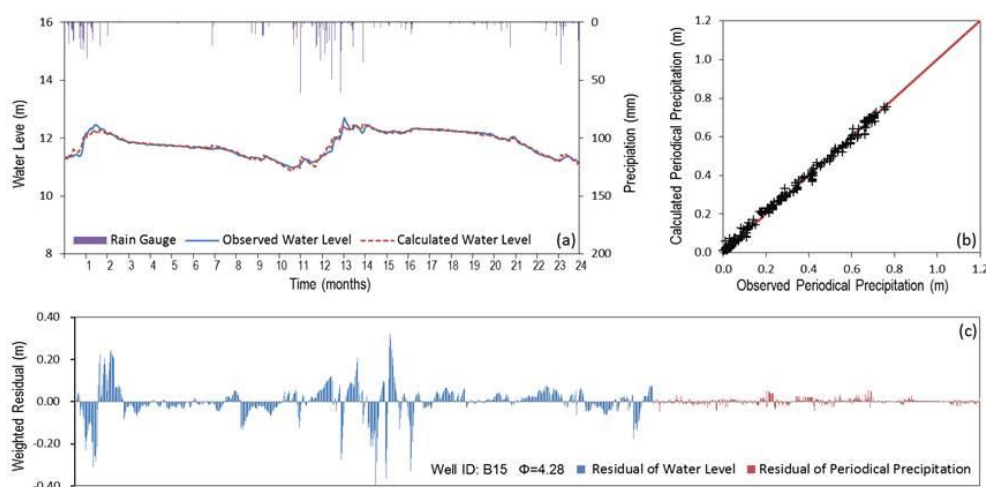 16
14
12
10
8
Water Leve (m)
0
50
100
150
200
Precipiation (mm)
Rain Gauge Observed Water Level Calculated Water Level (a)
1 2 3 4 5 6 7 8 9 10 11 12 13 14 15 16 17 18 19 20 21 22 23 24
Time (months)
1.2
1.0
0.8
0.6
0.4
0.2
0.0
Calculated Periodical Precipitation (m)
(b)
0.0 0.2 0.4 0.6 0.8 1.0 1.2
Observed Periodical Precipitation (m)
0.40
0.20
0.00
-0.20
-0.40
Weighted Residual (m)
(c)
Well ID: B15 Φ=4.28 Residual of Water Level Residual of Periodical Precipitation